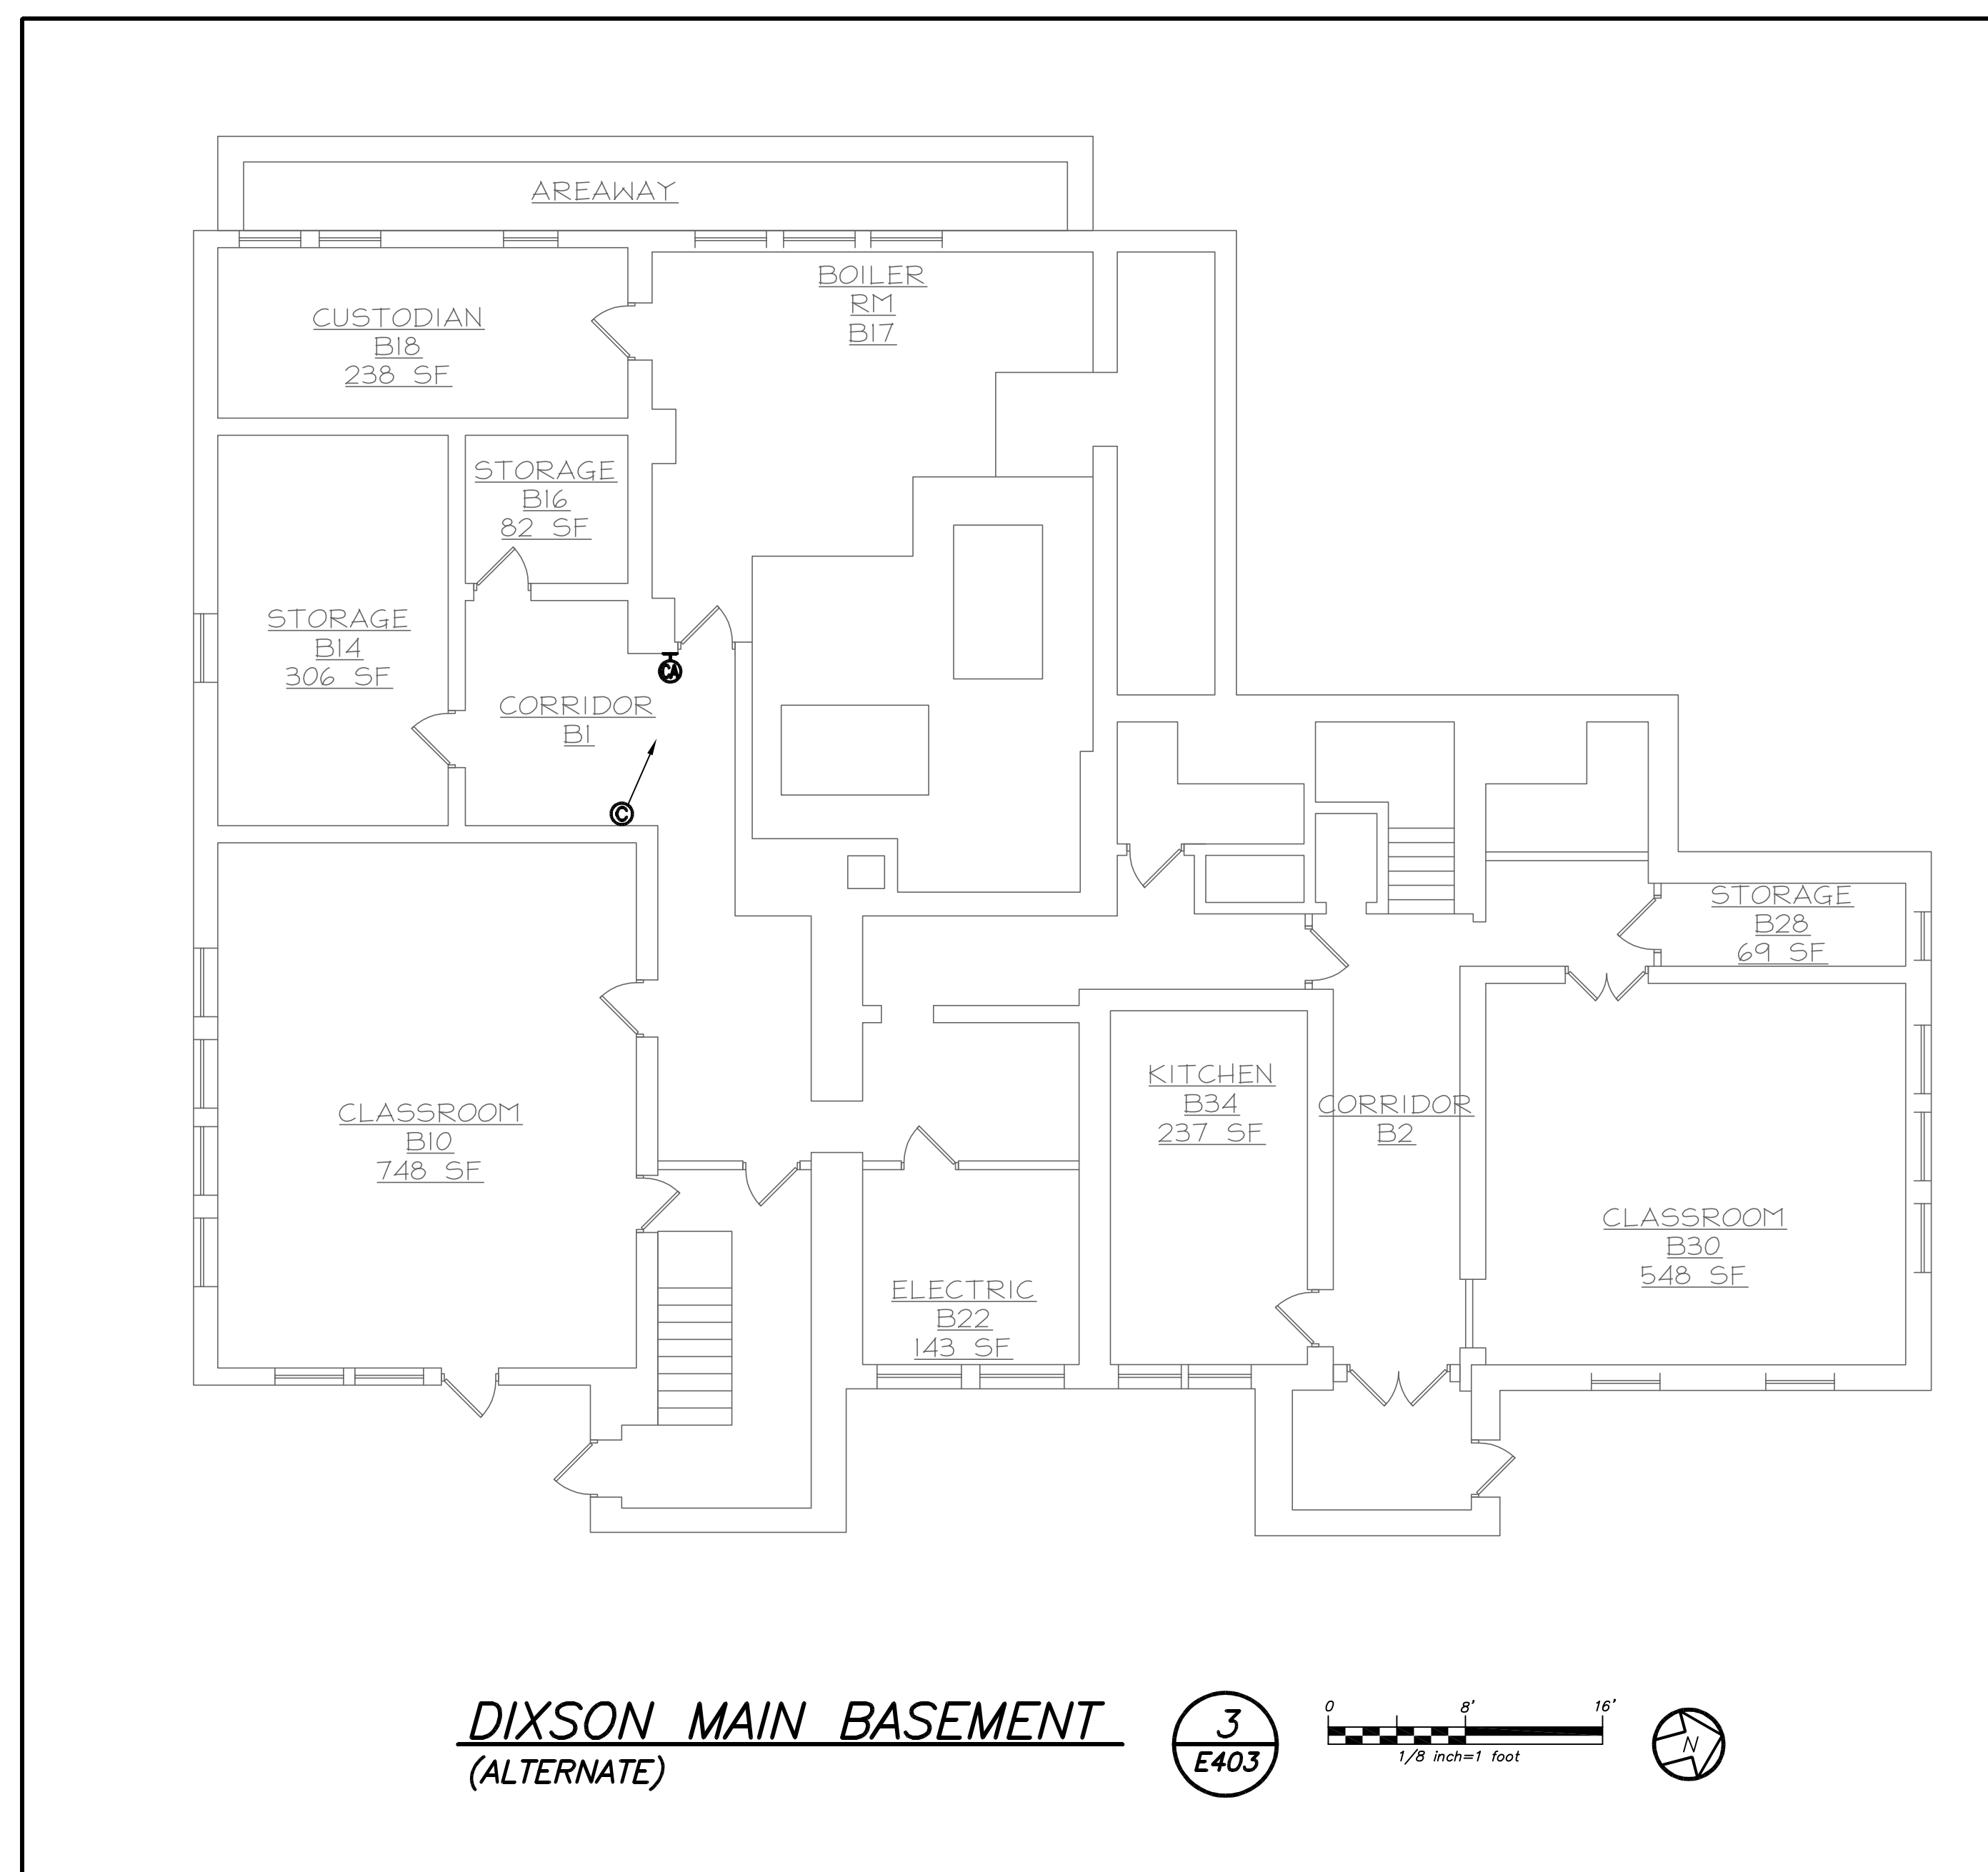 AREAWAY
BOILER
RM
B17
CUSTODIAN
B18
238 SF
STORAGE
B16
82 SF
STORAGE
B14
306 SF
CA
CORRIDOR
B1
C
STORAGE
B28
69 SF
KITCHEN
B34
237 SF
CORRIDOR
B2
CLASSROOM
B10
748 SF
CLASSROOM
B30
548 SF
ELECTRIC
B22
143 SF
DIXSON MAIN BASEMENT
(ALTERNATE)
3
E403
0 8' 16'
1/8 inch=1 foot
N